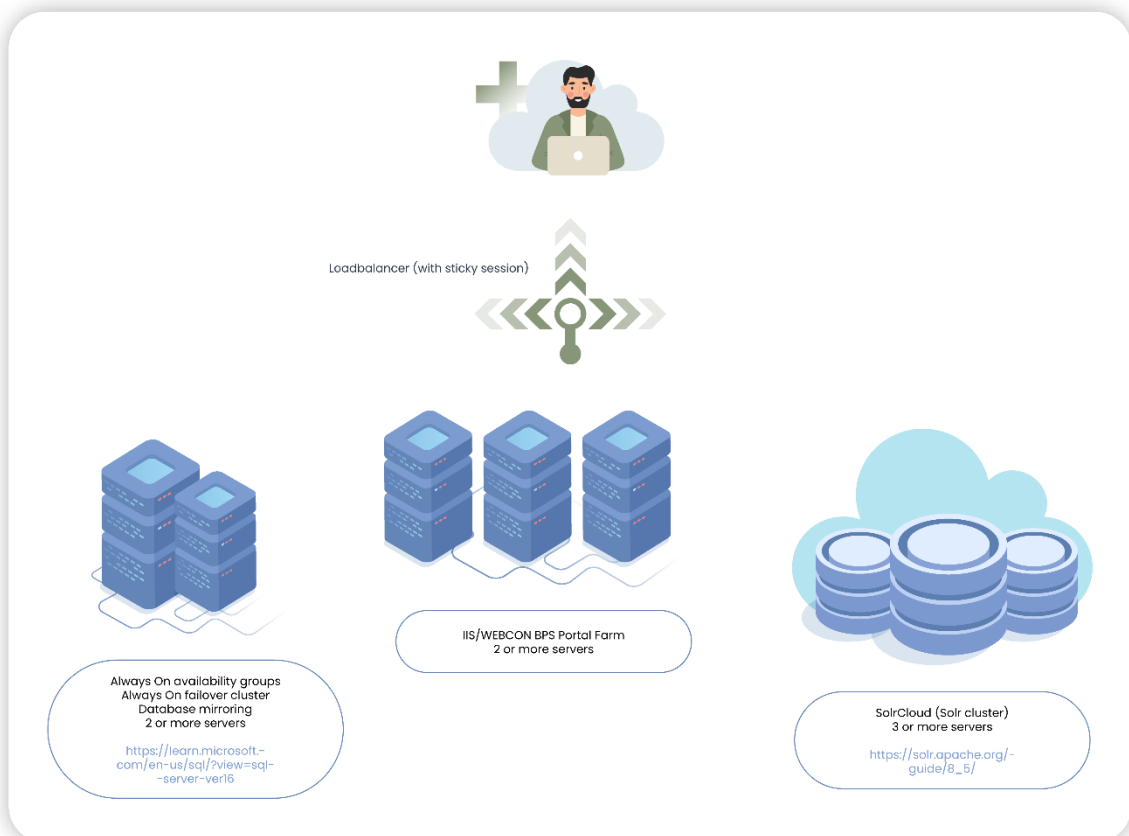 Loadbalancer (with sticky session)
IIS/WEBCON BPS Portal Farm
2 or more servers
Always On availability groups
Always On failover cluster
Database mirroring
2 or more servers
https://learn.microsoft.-
com/en-us/sql/?view=sql-
-server-ver16
SolrCloud (Solr cluster)
3 or more servers
https://solr.apache.org/-
guide/8_5/